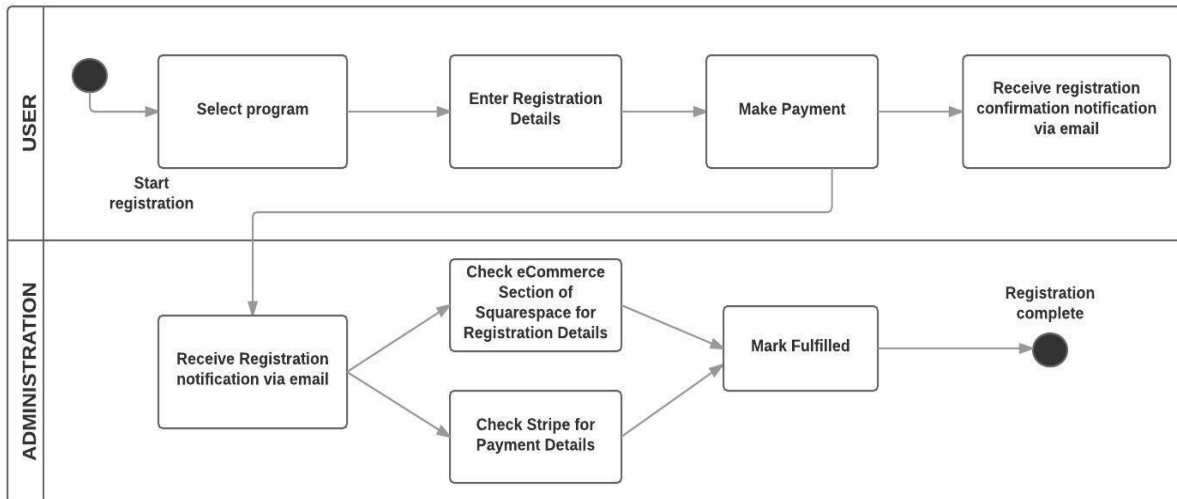 USER
Select program
Enter Registration
Details
Make Payment
Receive registration
confirmation notification
via email
Start
registration
ADMINISTRATION
Receive Registration
notification via email
Check eCommerce
Section of
Squarespace for
Registration Details
Check Stripe for
Payment Details
Mark Fulfilled
Registration
complete